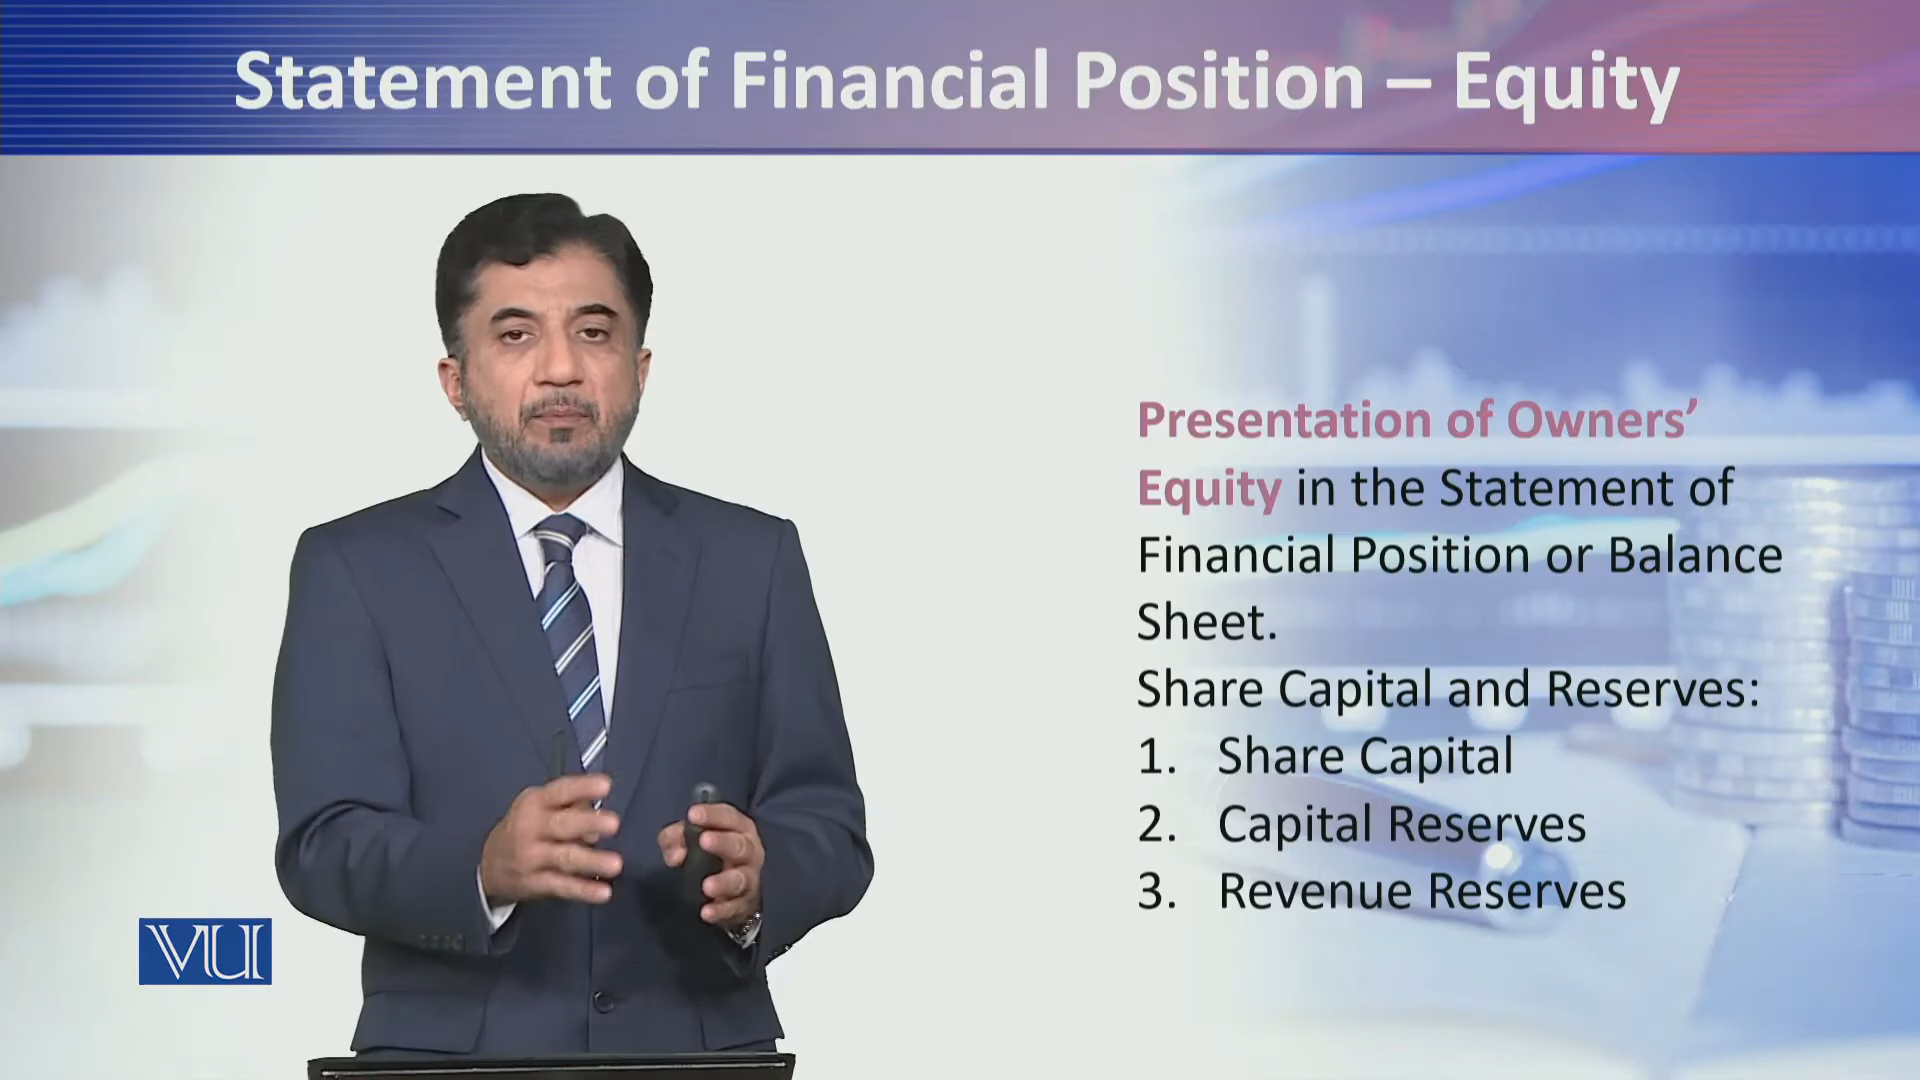 Statement of Financial Position – Equity
Presentation of Owners’
Equity in the Statement of
Financial Position or Balance
Sheet.
Share Capital and Reserves:
1. Share Capital
2. Capital Reserves
3. Revenue Reserves
VU